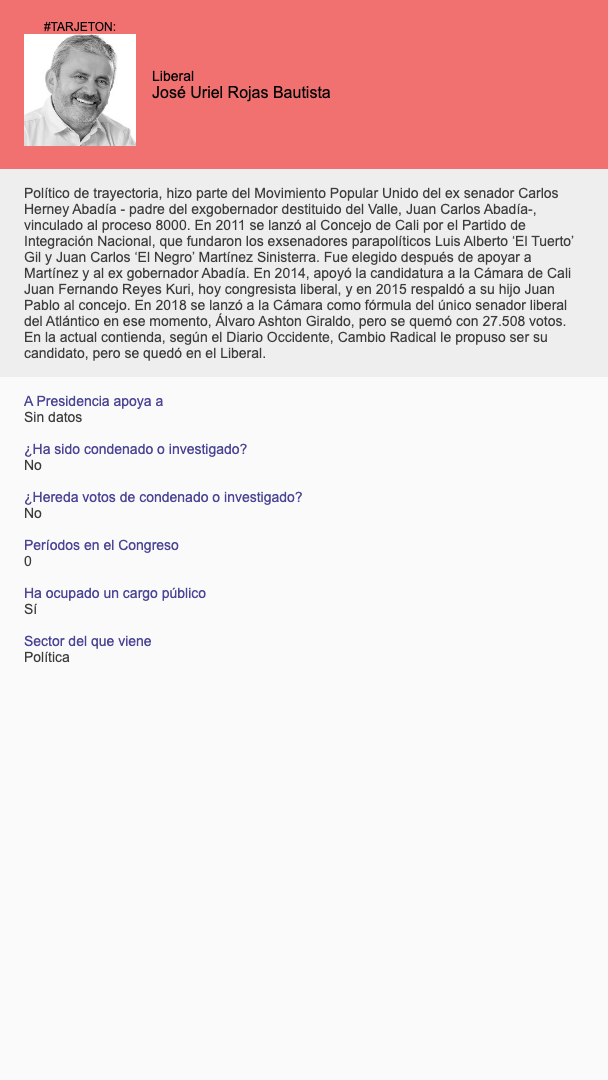 #TARJETON:
Liberal
José Uriel Rojas Bautista
Político de trayectoria, hizo parte del Movimiento Popular Unido del ex senador Carlos
Herney Abadía - padre del exgobernador destituido del Valle, Juan Carlos Abadía-,
vinculado al proceso 8000. En 2011 se lanzó al Concejo de Cali por el Partido de
Integración Nacional, que fundaron los exsenadores parapolíticos Luis Alberto ‘El Tuerto’
Gil y Juan Carlos ‘El Negro’ Martínez Sinisterra. Fue elegido después de apoyar a
Martínez y al ex gobernador Abadía. En 2014, apoyó la candidatura a la Cámara de Cali
Juan Fernando Reyes Kuri, hoy congresista liberal, y en 2015 respaldó a su hijo Juan
Pablo al concejo. En 2018 se lanzó a la Cámara como fórmula del único senador liberal
del Atlántico en ese momento, Álvaro Ashton Giraldo, pero se quemó con 27.508 votos.
En la actual contienda, según el Diario Occidente, Cambio Radical le propuso ser su
candidato, pero se quedó en el Liberal.
A Presidencia apoya a
Sin datos
¿Ha sido condenado o investigado?
No
¿Hereda votos de condenado o investigado?
No
Períodos en el Congreso
0
Ha ocupado un cargo público
Sí
Sector del que viene
Política